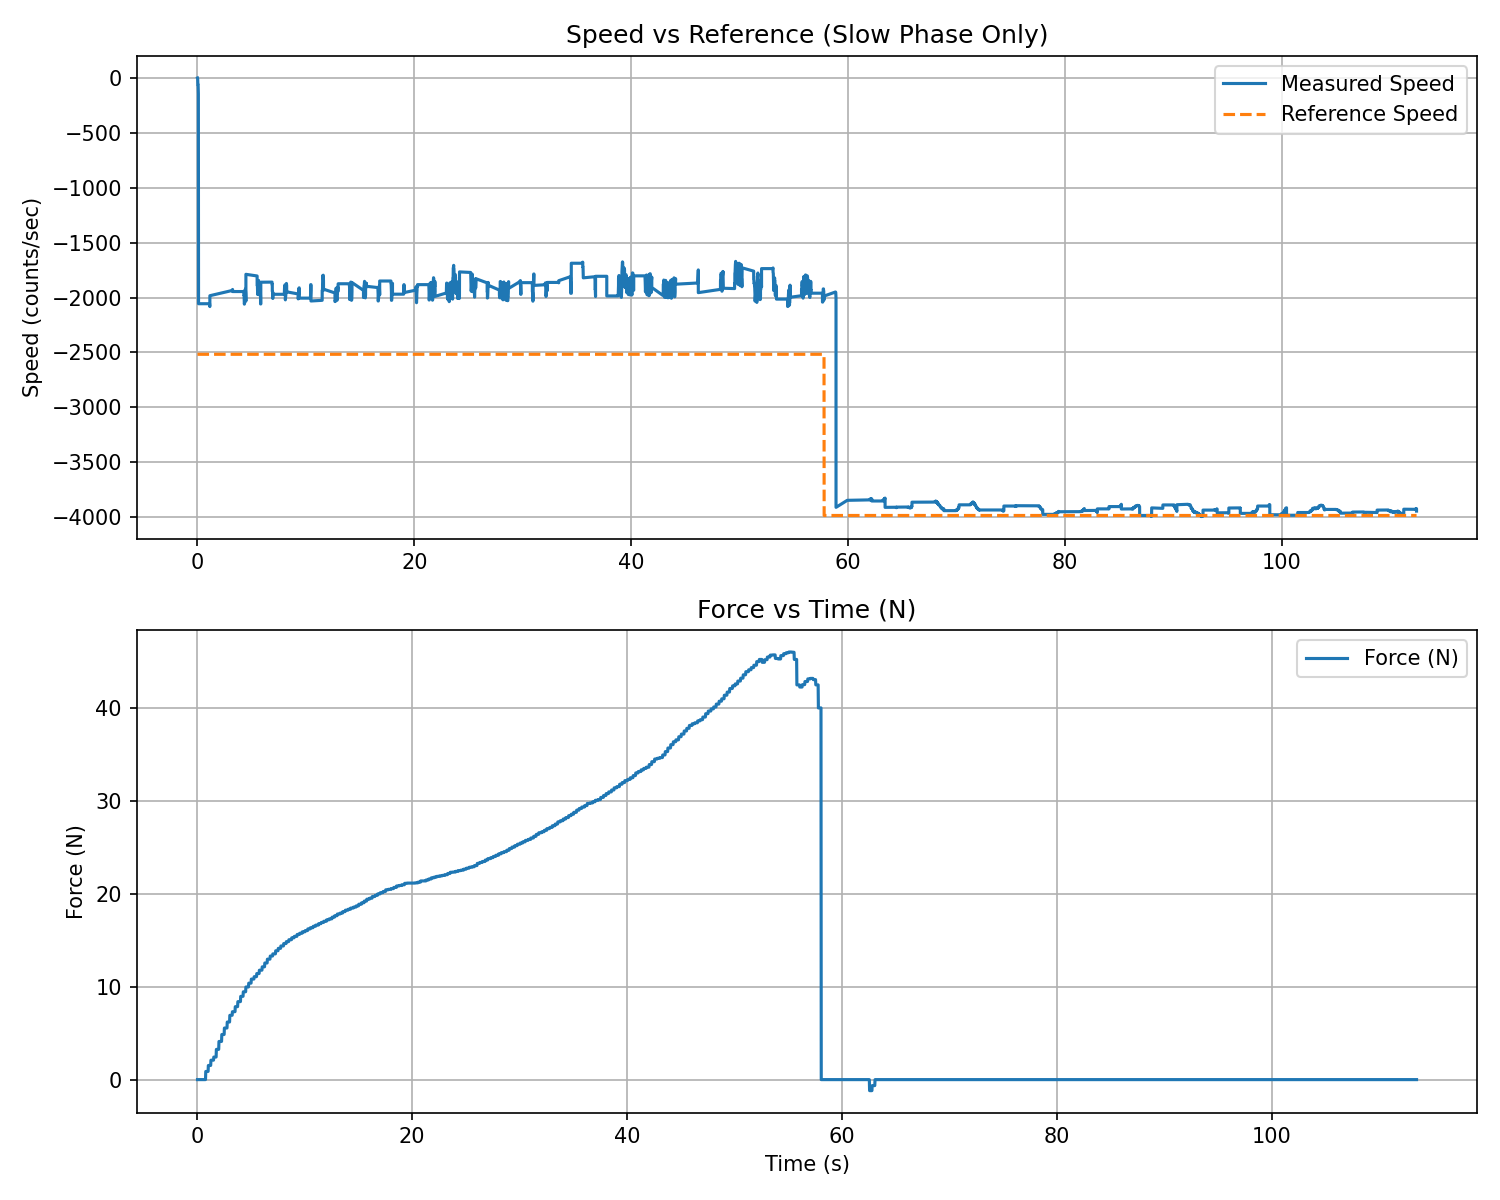 Speed vs Reference (Slow Phase Only)
Measured Speed
Reference Speed
Speed (counts/sec)
0
−500
−1000
−1500
−2000
−2500
−3000
−3500
−4000
0 20 40 60 80 100
Force vs Time (N)
Force (N)
Force (N)
40
30
20
10
0
0 20 40 60 80 100
Time (s)